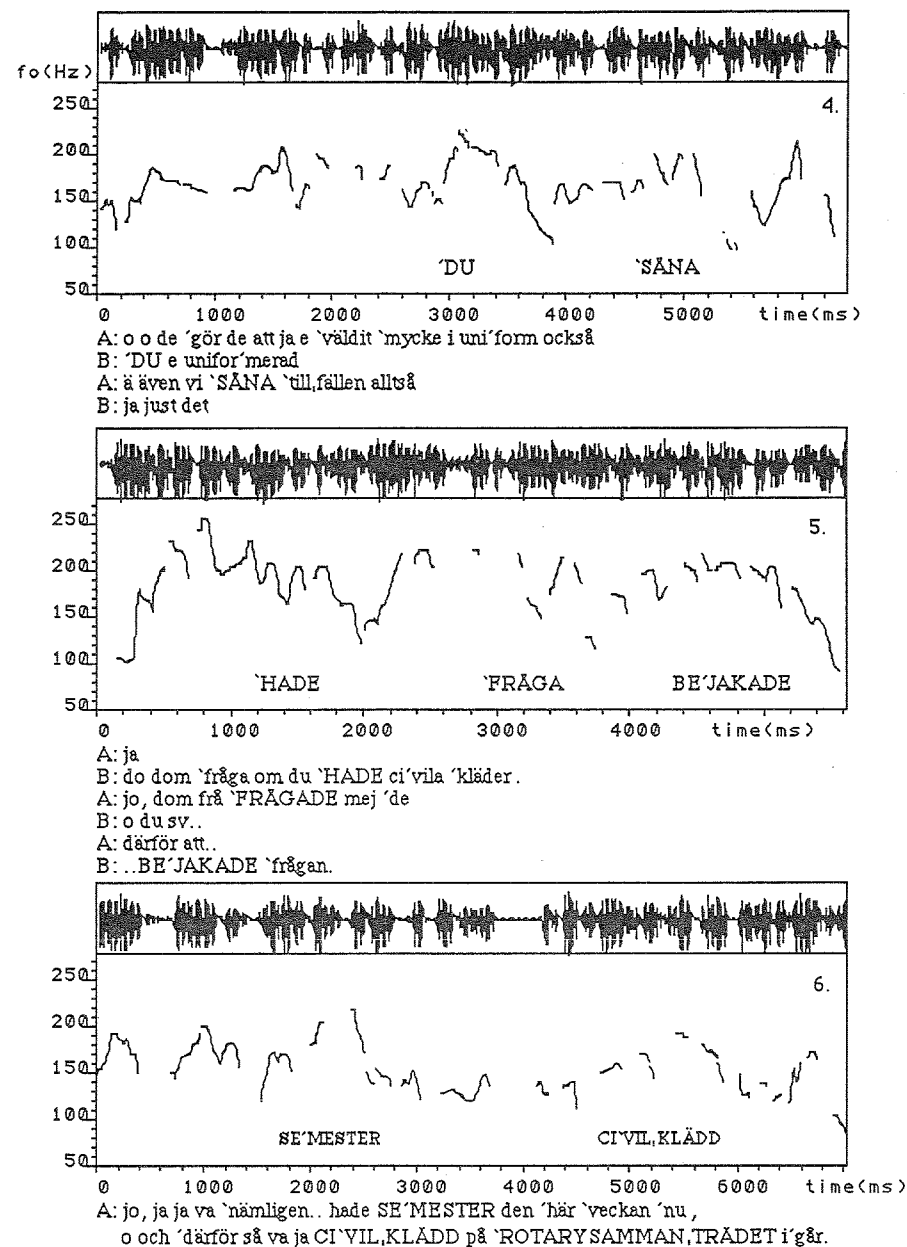 fo(Hz)
250
4.
200
150
100
´DU `SÅNA
50
0 1000 2000 3000 4000 5000 time(ms)
A: o o de ´gör de att ja e `väldit `mycke i uni´form också
B: ´DU e unifor´merad
A: ä även vi `SÅNA `till,fällen alltså
B: ja just det
250
5.
200
150
100
`HADE `FRÅGA BE´JAKADE
50
0 1000 2000 3000 4000 time(ms)
A: ja
B: do dom `fråga om du `HADE ci´vila ´kläder.
A: jo, dom frå `FRÅGADE mej ´de
B: o du sv..
A: därför att..
B: ..BE´JAKADE `frågan.
250
6.
200
150
100
SE´MESTER CI`VIL,KLÄDD
50
0 1000 2000 3000 4000 5000 6000 time(ms)
A: jo, ja ja va `nämligen.. hade SE´MESTER den ´här `veckan ´nu,
o och ´därför så va ja CI`VIL,KLÄDD på `ROTARYSAMMAN,TRÄDET i´går.